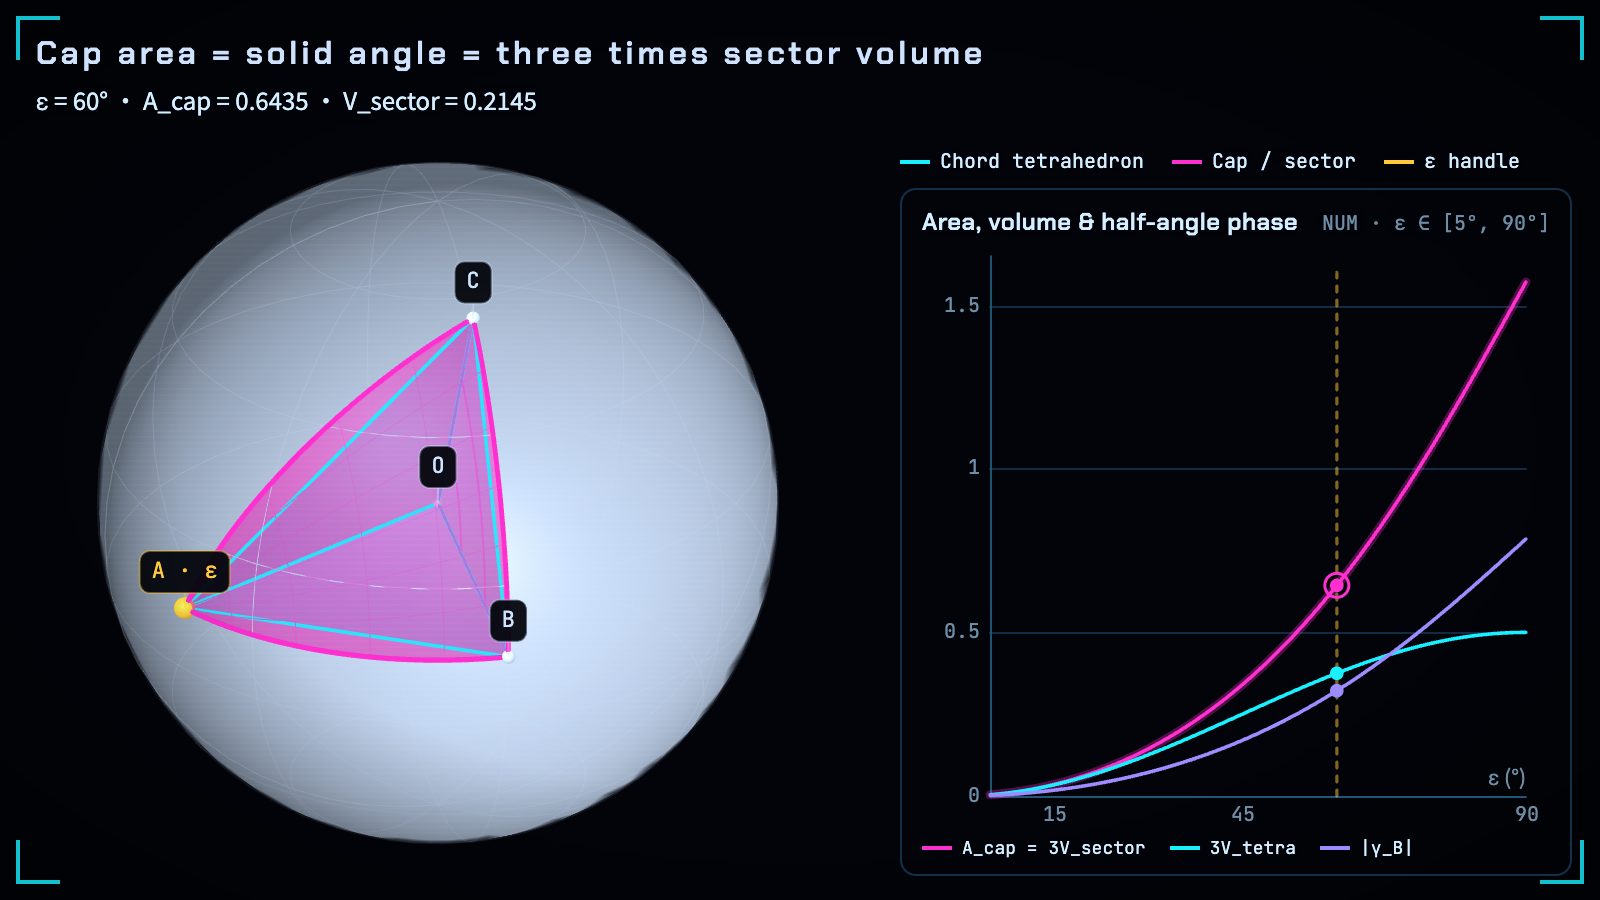 Cap area = solid angle = three times sector volume
ε = 60° • A_cap = 0.6435 • V_sector = 0.2145
Chord tetrahedron Cap / sector ε handle
Area, volume & half-angle phase NUM · ε ∈ [5°, 90°]
C
O
A · ε
B
1.5
1
0.5
0
ε (°)
15 45 90
A_cap = 3V_sector 3V_tetra |γ_B|